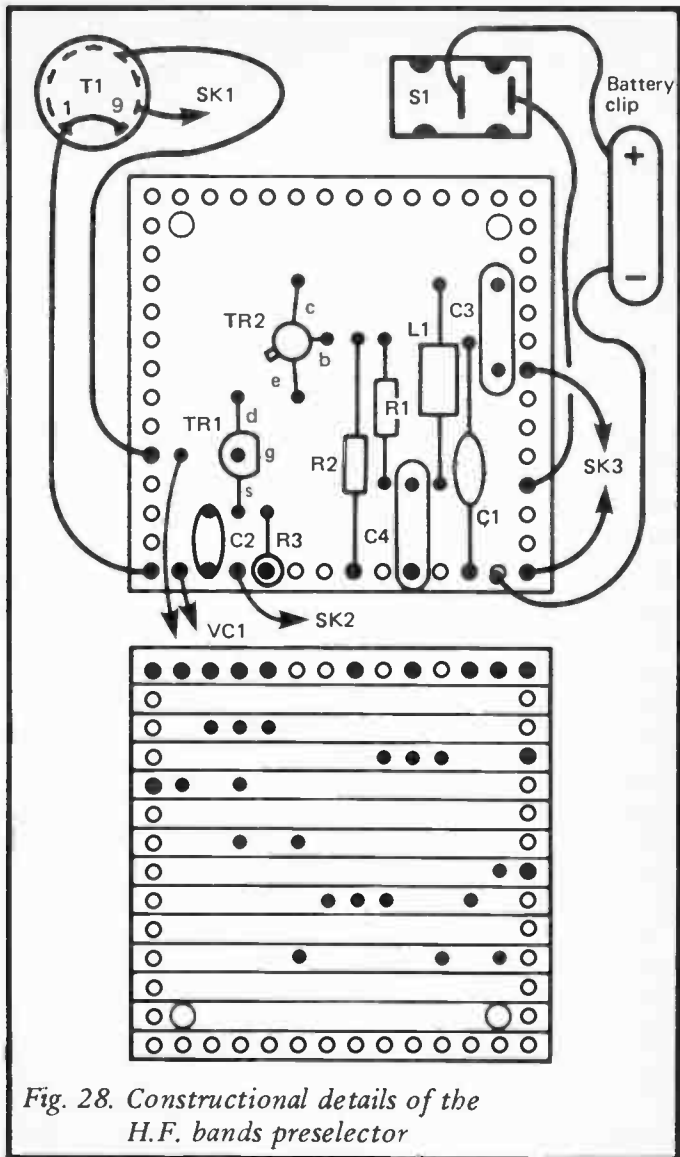 T1
1 9
SK1
S1
Battery
clip
+
−
c
TR2
b
e
C3
L1
TR1
d
g
s
R1
R2
SK3
C2
R3
C4
C1
SK2
VC1
Fig. 28. Constructional details of the
H.F. bands preselector